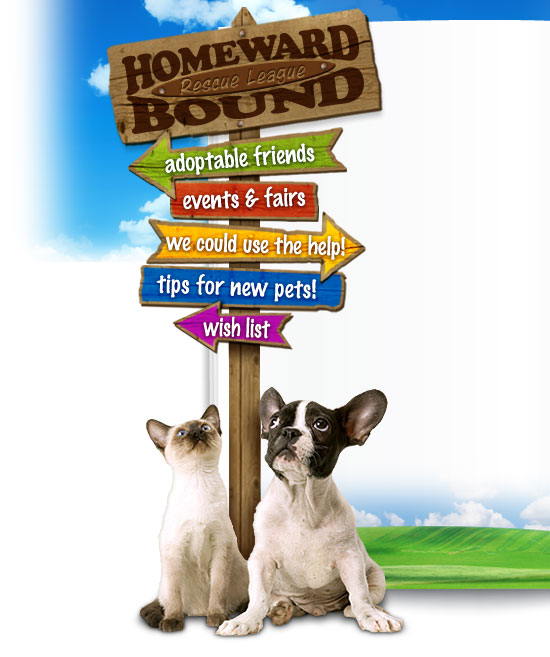 HOMEWARD
Rescue League
BOUND
adoptable friends
events & fairs
we could use the help!
tips for new pets!
wish list